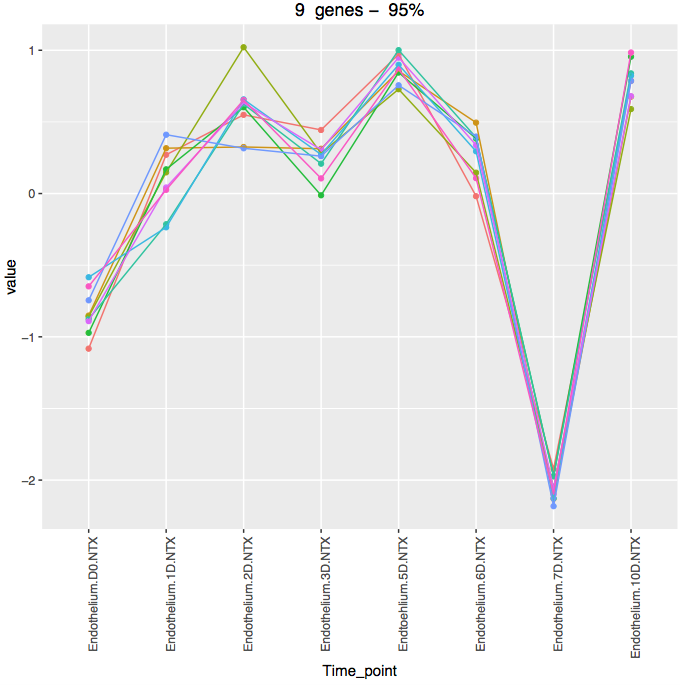 9 genes – 95%
value
1
0
−1
−2
Endothelium.D0.NTX
Endothelium.1D.NTX
Endothelium.2D.NTX
Endothelium.3D.NTX
Endtoehlium.5D.NTX
Endothelium.6D.NTX
Endothelium.7D.NTX
Endothelium.10D.NTX
Time_point